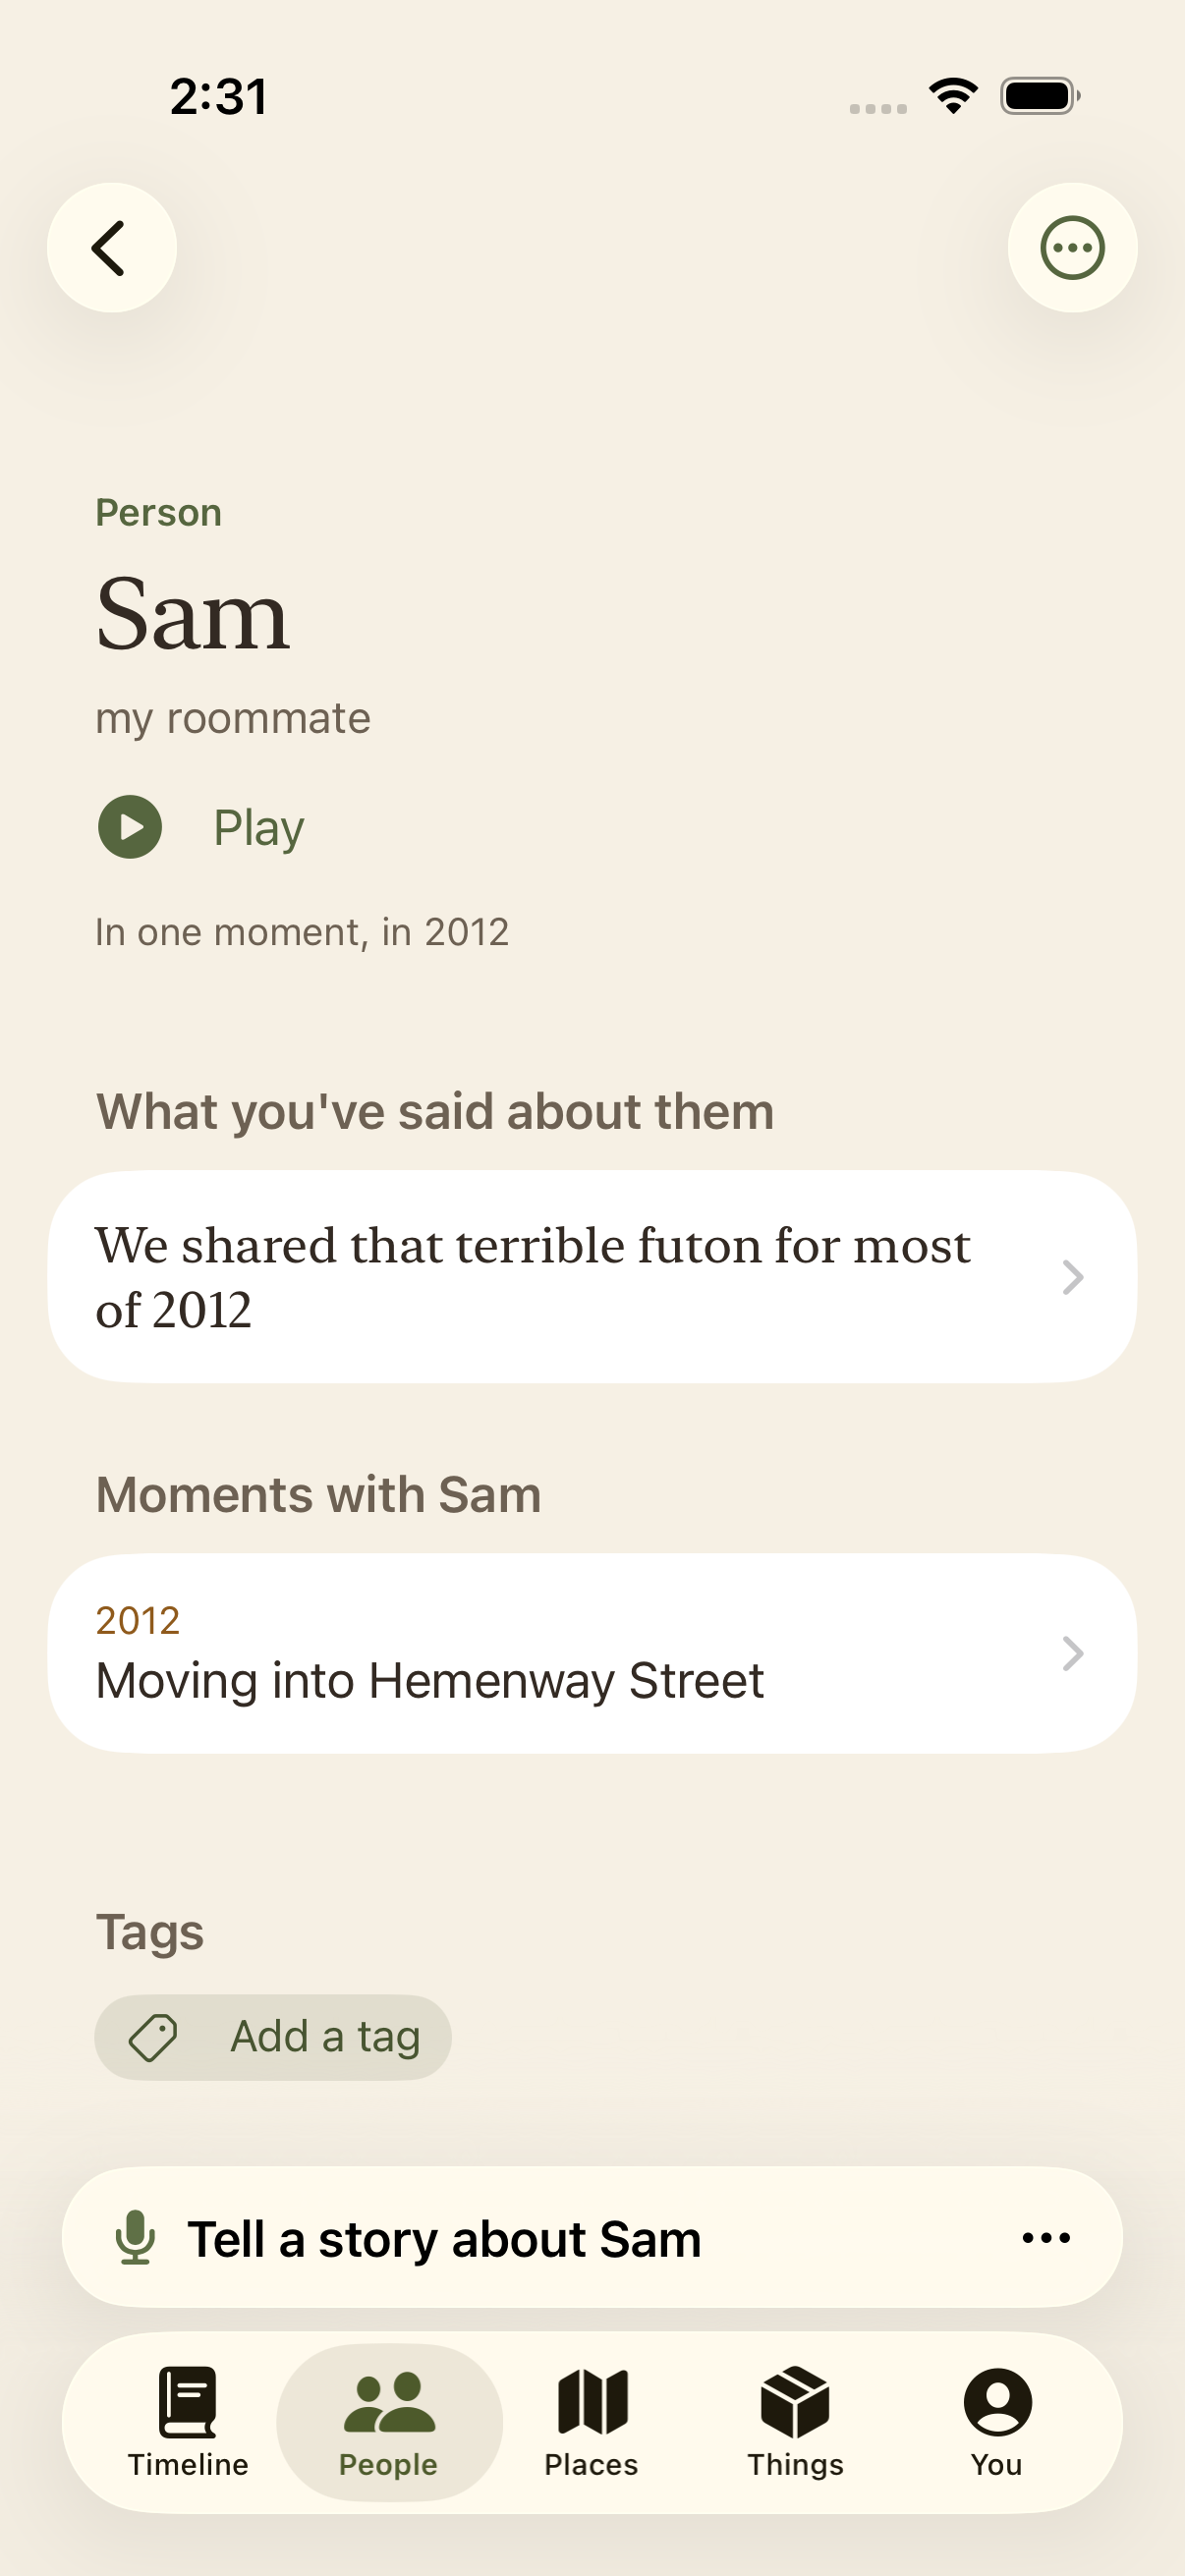 2:31
Person
Sam
my roommate
Play
In one moment, in 2012
What you've said about them
We shared that terrible futon for most
of 2012
Moments with Sam
2012
Moving into Hemenway Street
Tags
Add a tag
Tell a story about Sam
Timeline
People
Places
Things
You